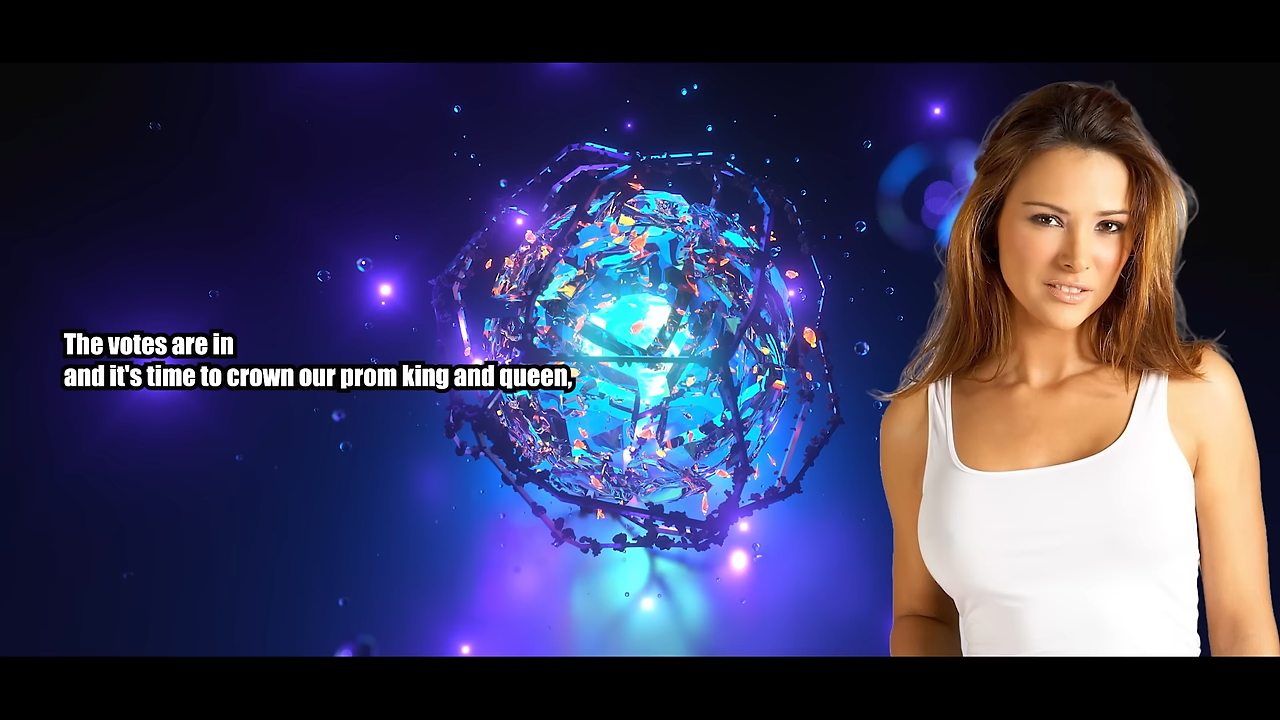 The votes are in
and it's time to crown our prom king and queen,